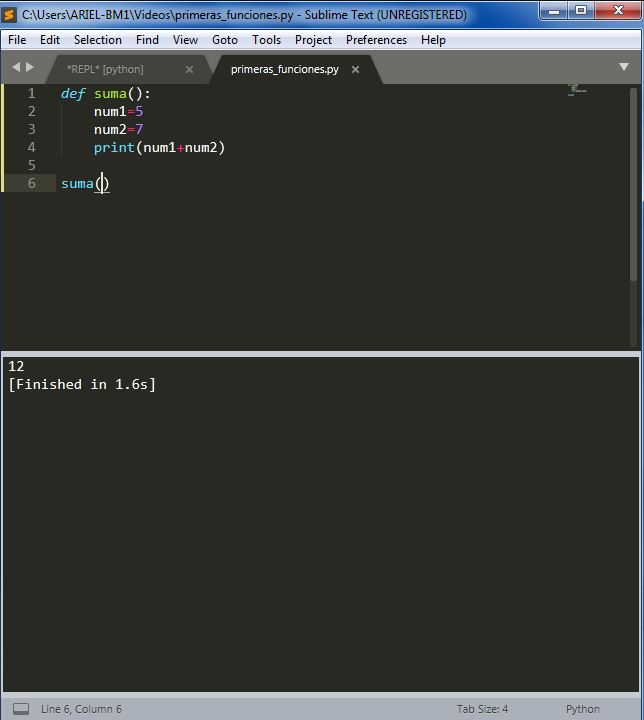 C:\Users\ARIEL-BM1\Videos\primeras_funciones.py - Sublime Text (UNREGISTERED)
File Edit Selection Find View Goto Tools Project Preferences Help
*REPL* [python] primeras_funciones.py
1 def suma():
2 num1=5
3 num2=7
4 print(num1+num2)
5
6 suma()
12
[Finished in 1.6s]
Line 6, Column 6 Tab Size: 4 Python